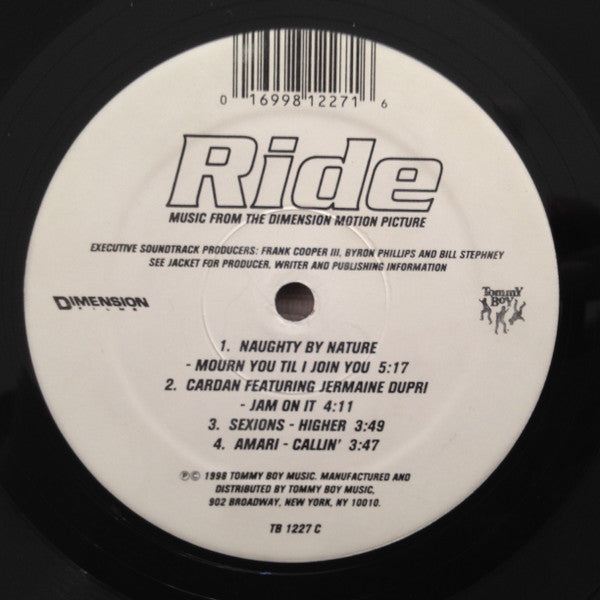 0 16998 12271 6
Ride
MUSIC FROM THE DIMENSION MOTION PICTURE
EXECUTIVE SOUNDTRACK PRODUCERS: FRANK COOPER III, BYRON PHILLIPS AND BILL STEPHNEY
SEE JACKET FOR PRODUCER, WRITER AND PUBLISHING INFORMATION
DIMENSION
FILMS
TOMMY
BOY
1. NAUGHTY BY NATURE
- MOURN YOU TIL I JOIN YOU 5:17
2. CARDAN FEATURING JERMAINE DUPRI
- JAM ON IT 4:11
3. SEXIONS - HIGHER 3:49
4. AMARI - CALLIN' 3:47
℗© 1998 TOMMY BOY MUSIC. MANUFACTURED AND
DISTRIBUTED BY TOMMY BOY MUSIC,
902 BROADWAY, NEW YORK, NY 10010.
TB 1227 C